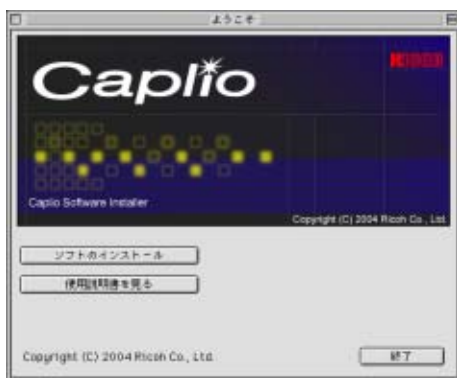 ようこそ
Caplio
RICOH
Caplio Software Installer
Copyright (C) 2004 Ricoh Co., Ltd.
ソフトのインストール
使用説明書を見る
Copyright (C) 2004 Ricoh Co., Ltd.
終了